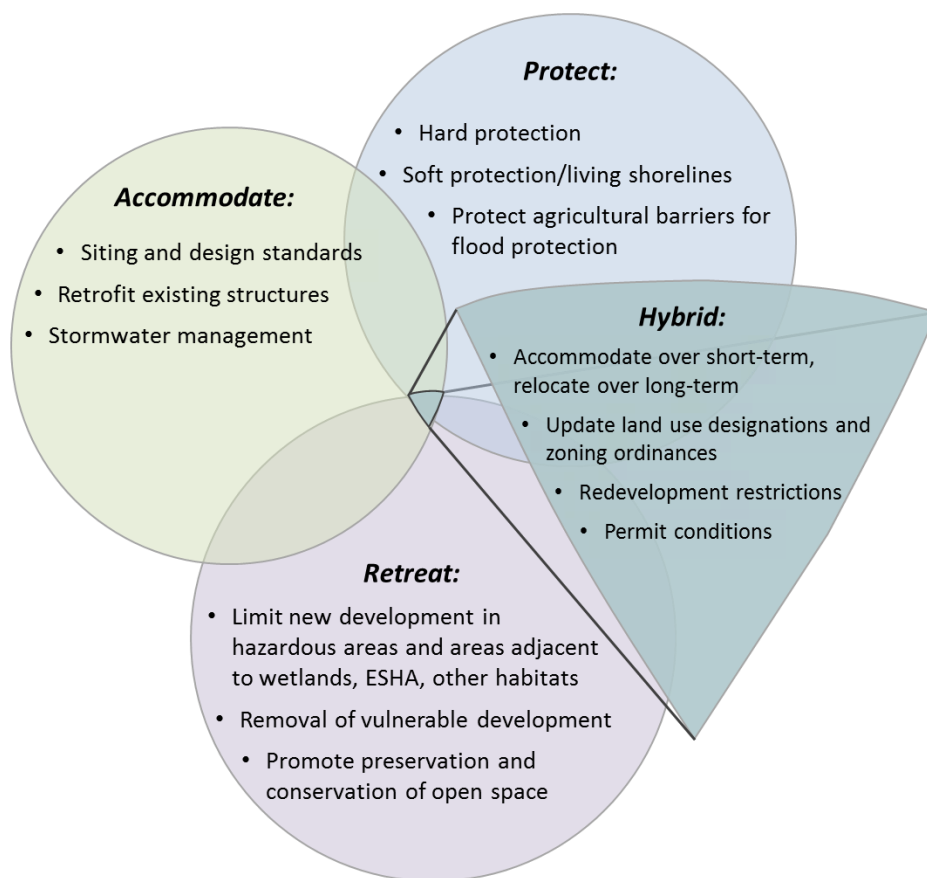 Protect:
• Hard protection
• Soft protection/living shorelines
• Protect agricultural barriers for
flood protection
Accommodate:
• Siting and design standards
• Retrofit existing structures
• Stormwater management
Hybrid:
• Accommodate over short-term,
relocate over long-term
• Update land use designations and
zoning ordinances
• Redevelopment restrictions
• Permit conditions
Retreat:
• Limit new development in
hazardous areas and areas adjacent
to wetlands, ESHA, other habitats
• Removal of vulnerable development
• Promote preservation and
conservation of open space